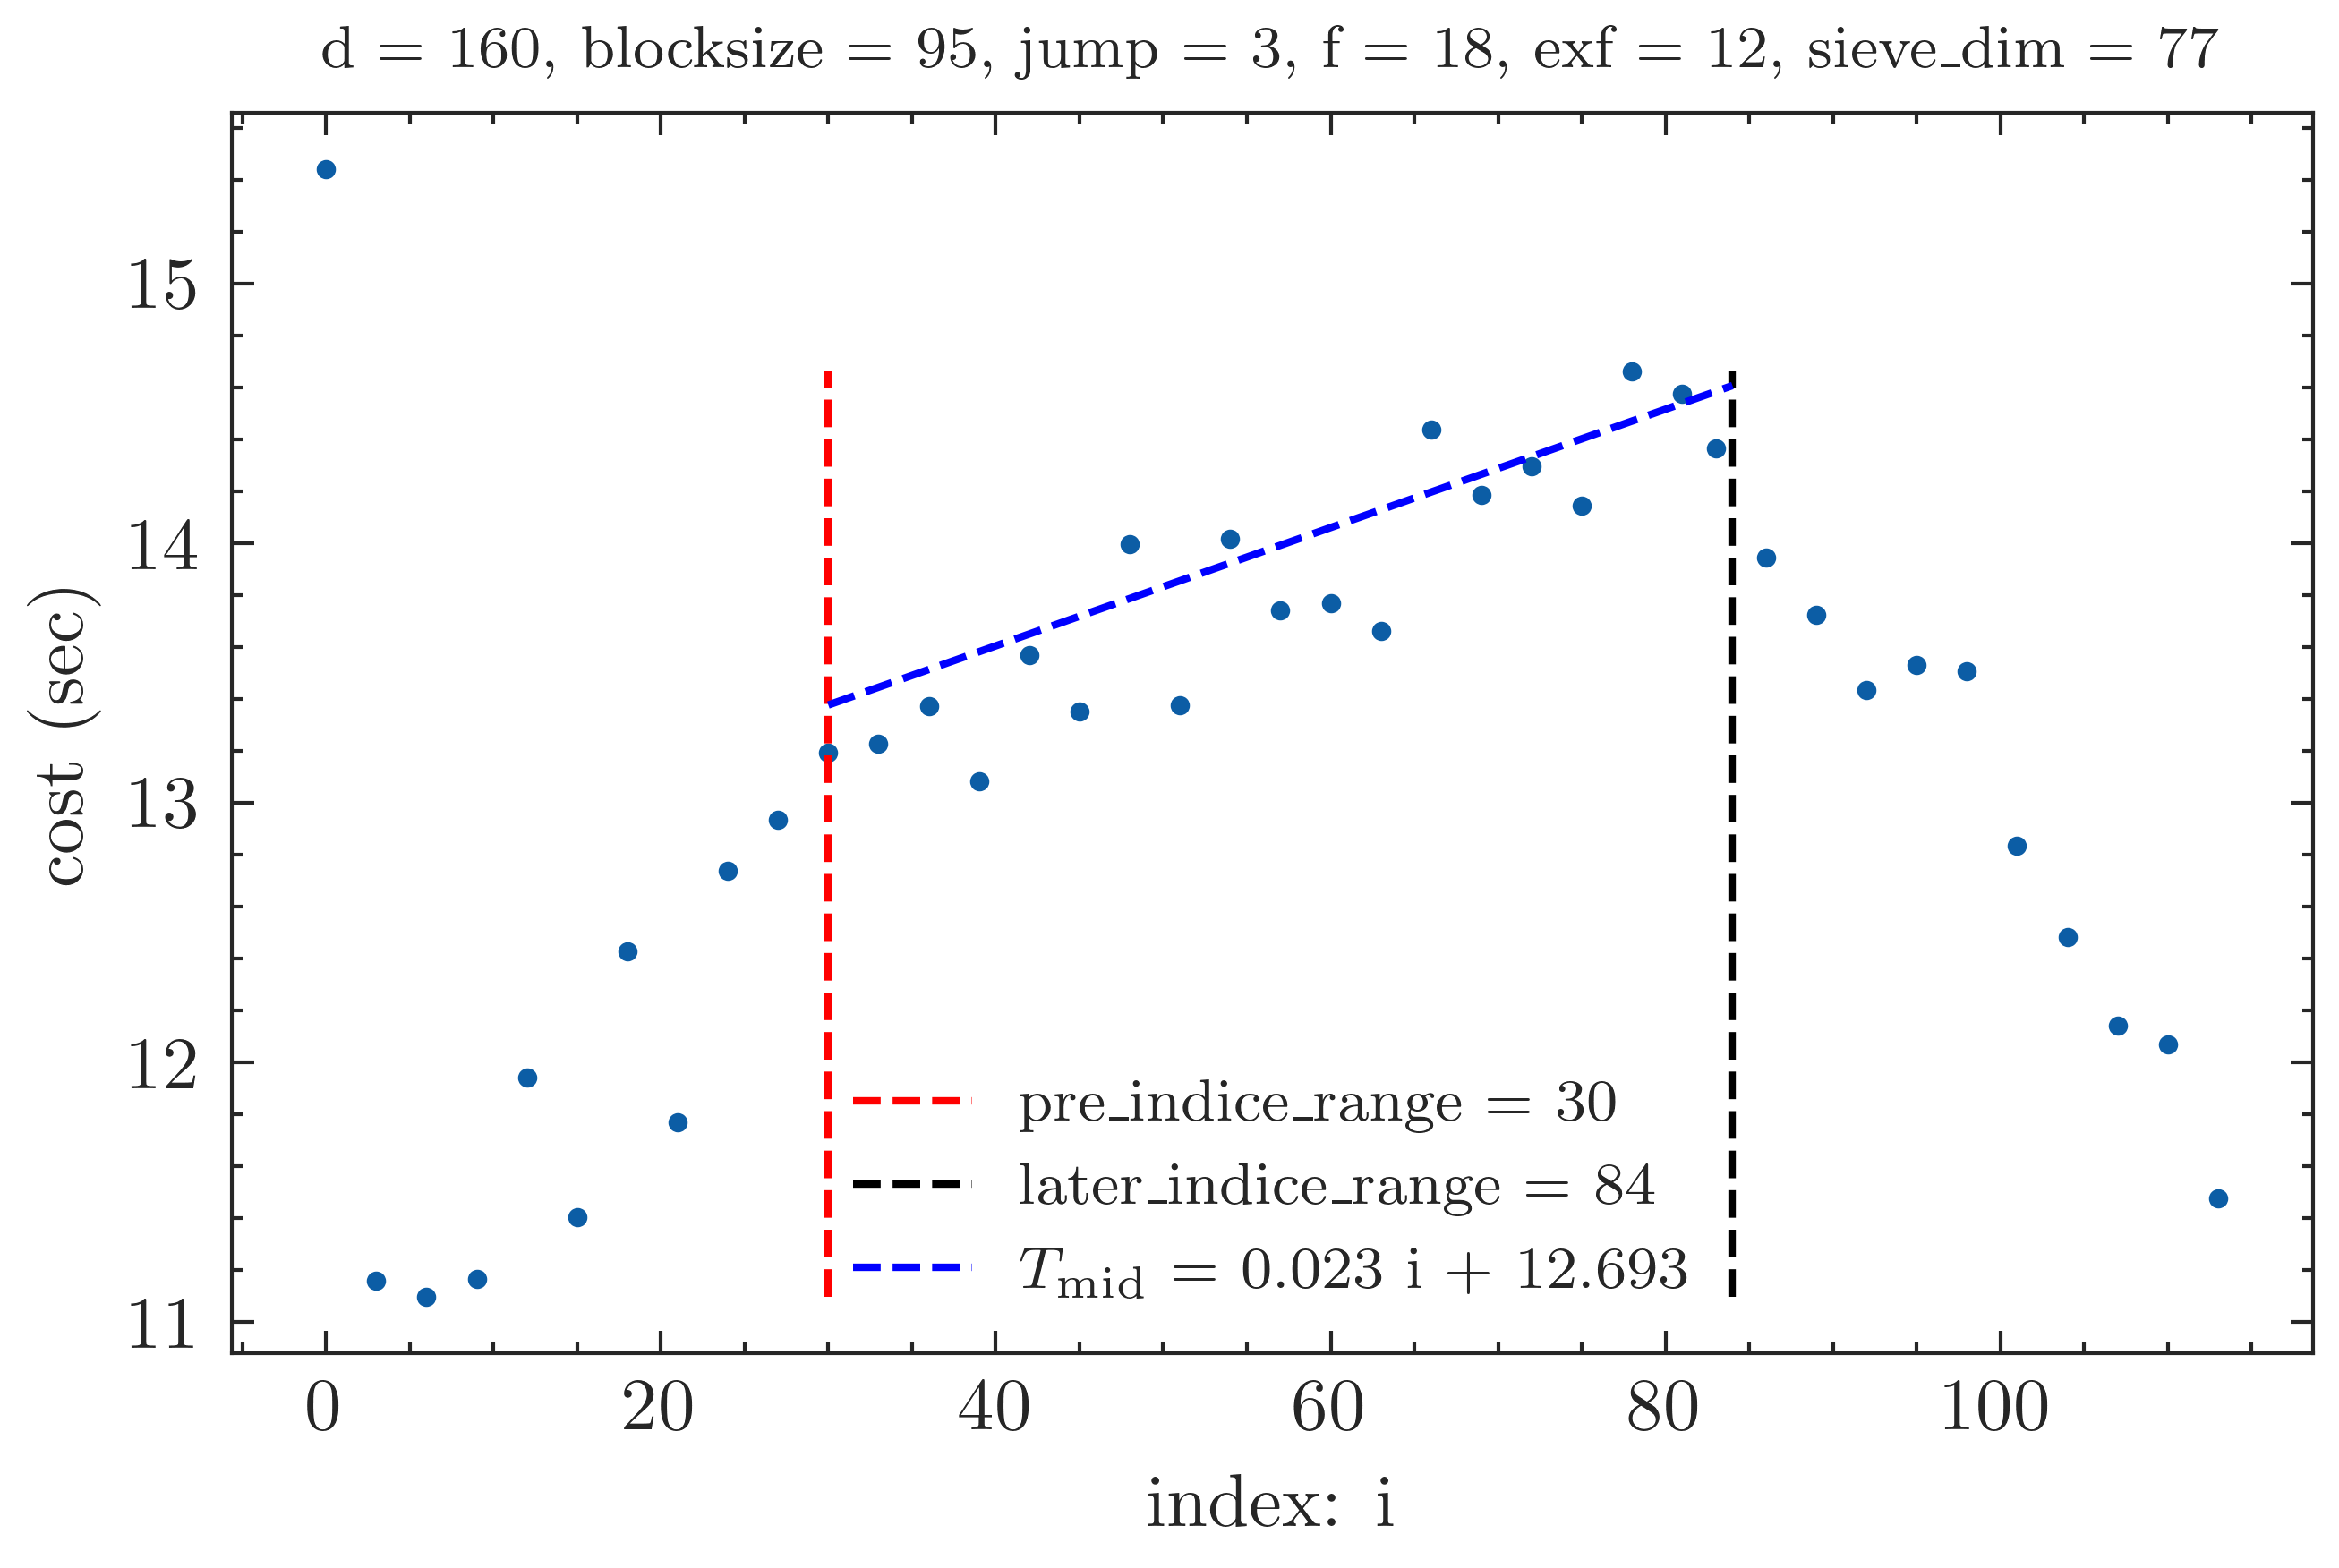 d = 160, blocksize = 95, jump = 3, f = 18, exf = 12, sieve_dim = 77
cost (sec)
15
14
13
12
11
pre_indice_range = 30
later_indice_range = 84
T_mid = 0.023 i + 12.693
0 20 40 60 80 100
index: i